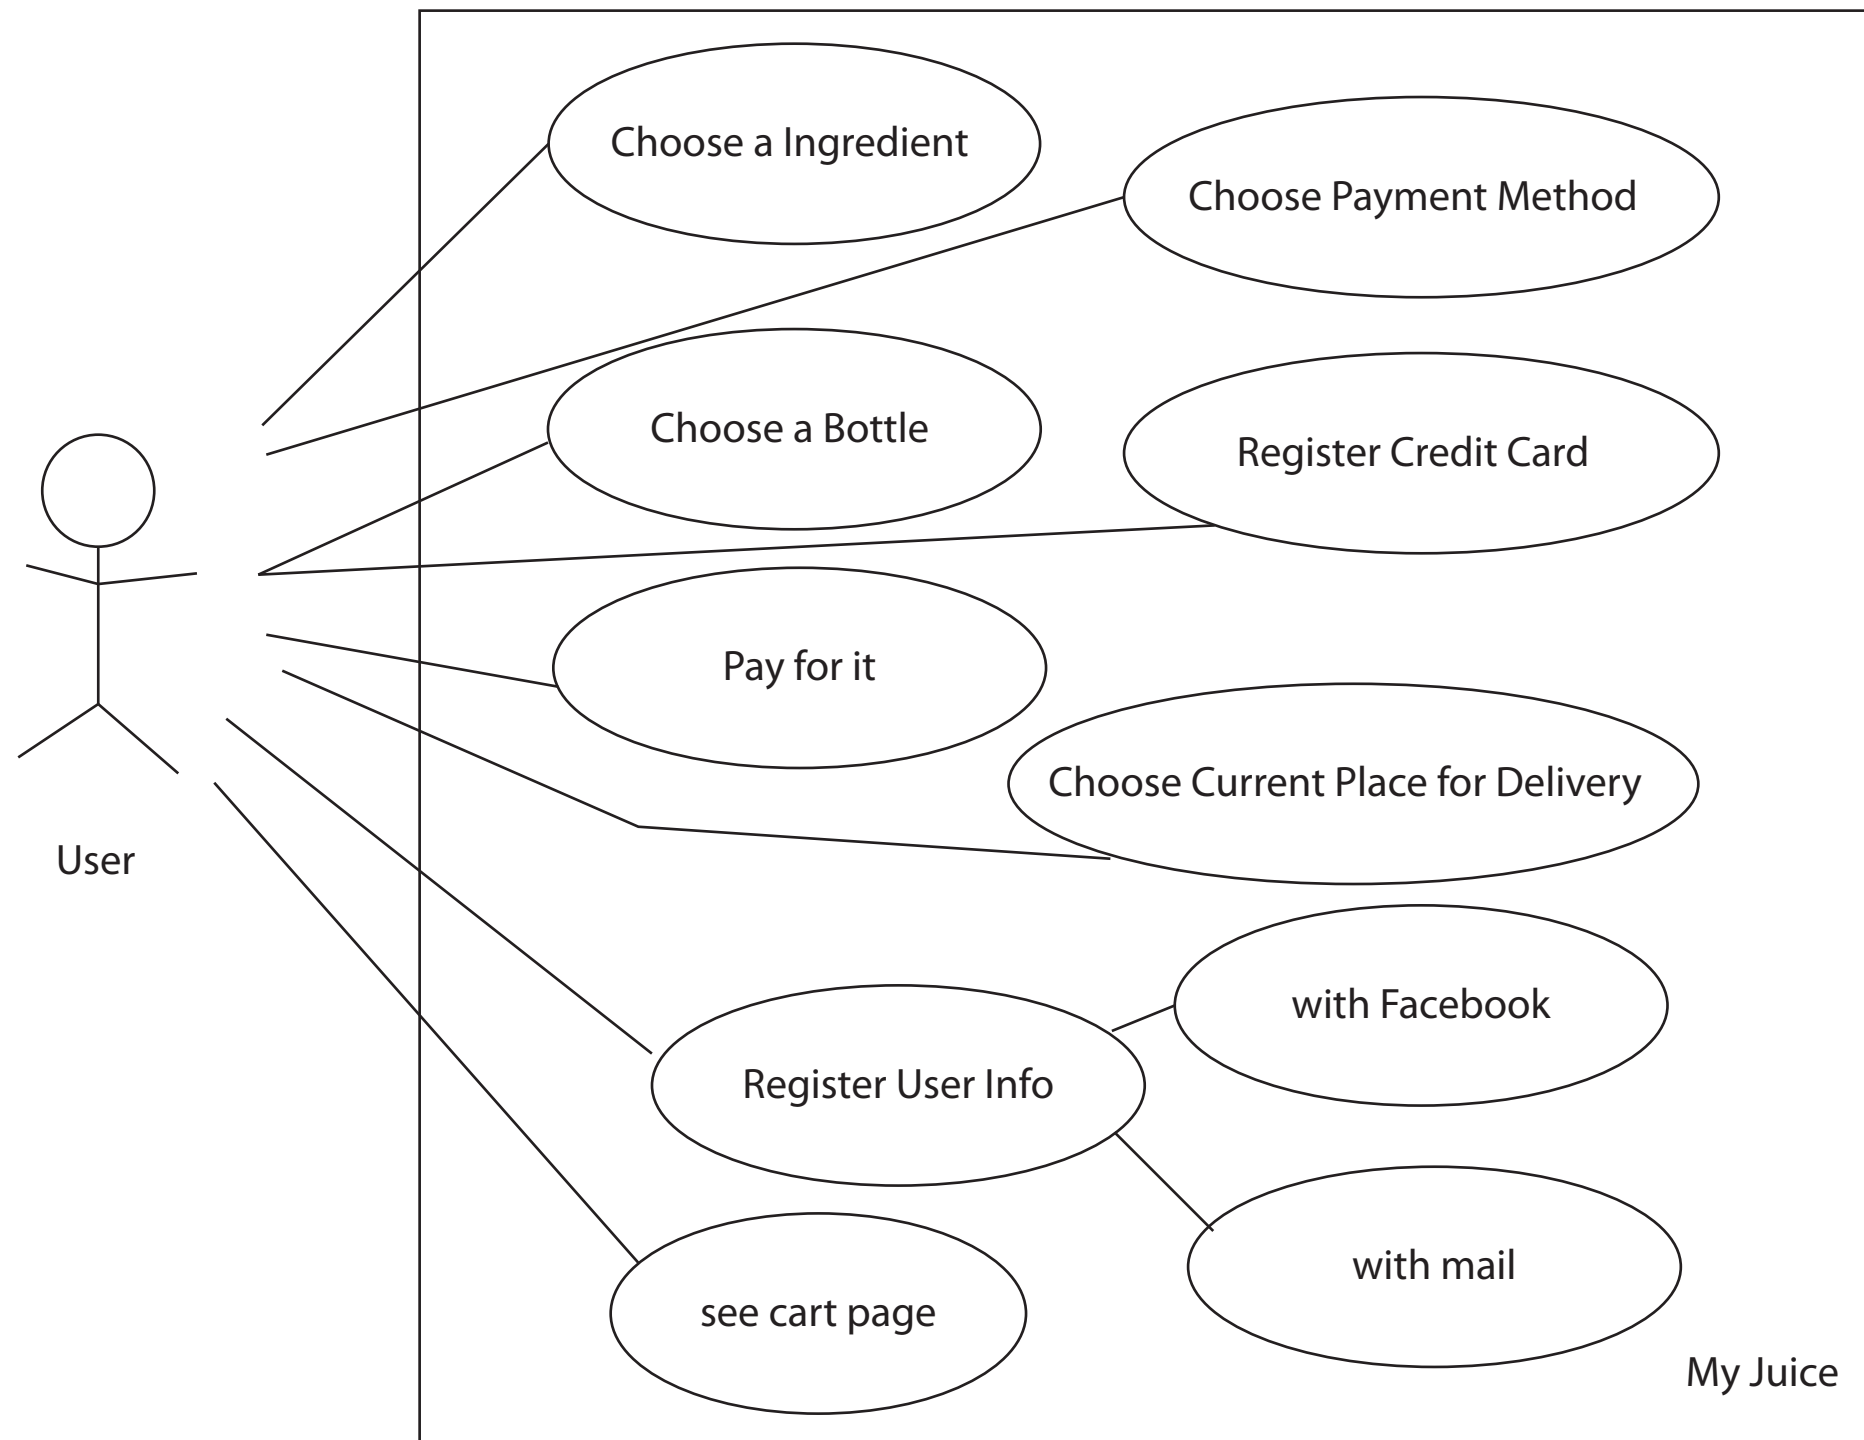 Choose a Ingredient
Choose Payment Method
Choose a Bottle
Register Credit Card
Pay for it
Choose Current Place for Delivery
User
with Facebook
Register User Info
with mail
see cart page
My Juice